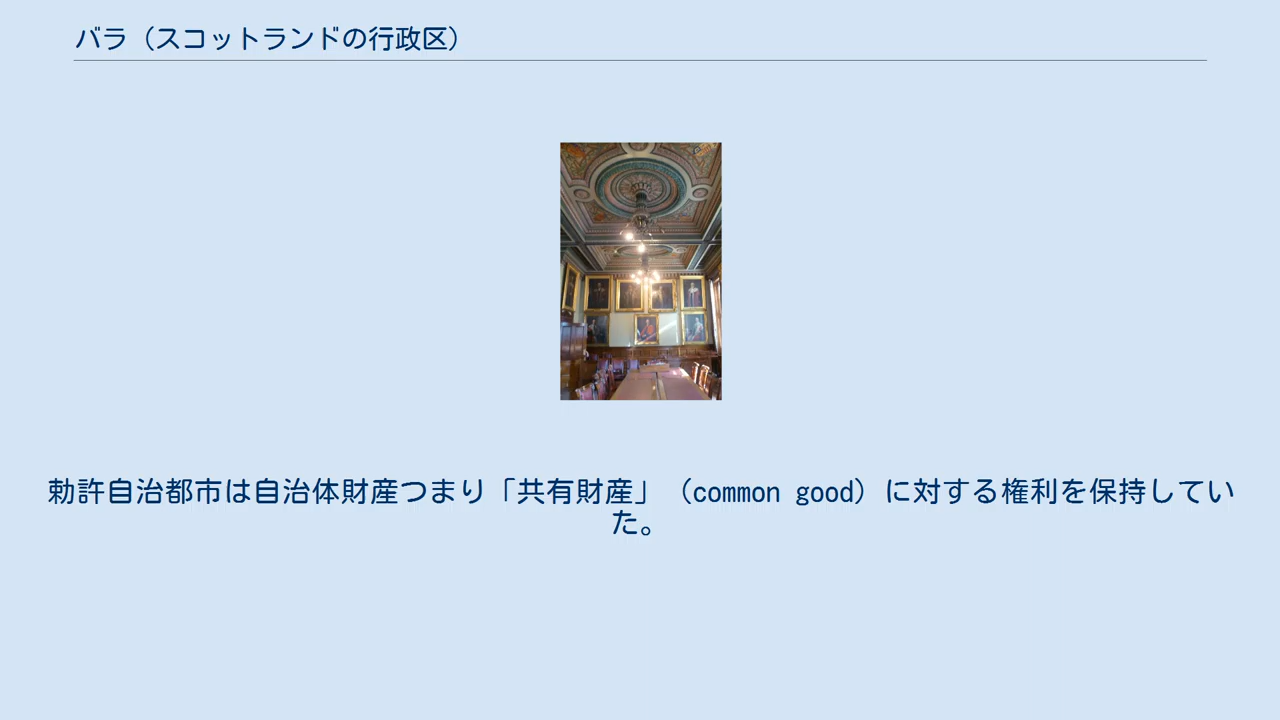 バラ（スコットランドの行政区）
勅許自治都市は自治体財産つまり「共有財産」（common good）に対する権利を保持してい
た。